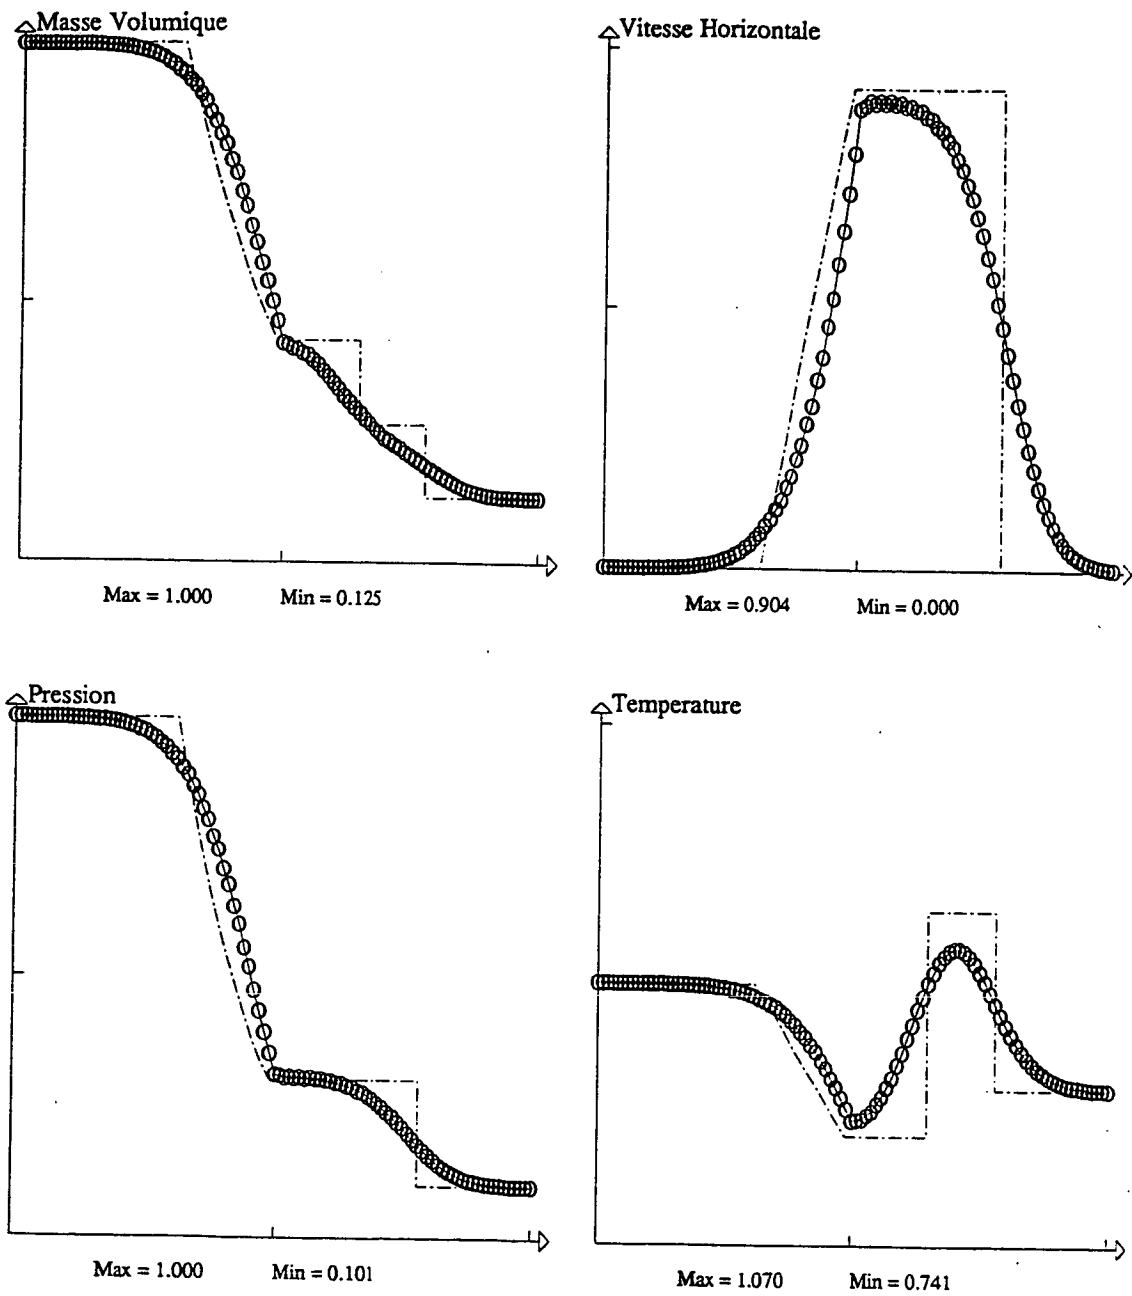 Masse Volumique
Max = 1.000 Min = 0.125
Vitesse Horizontale
Max = 0.904 Min = 0.000
Pression
Max = 1.000 Min = 0.101
Temperature
Max = 1.070 Min = 0.741